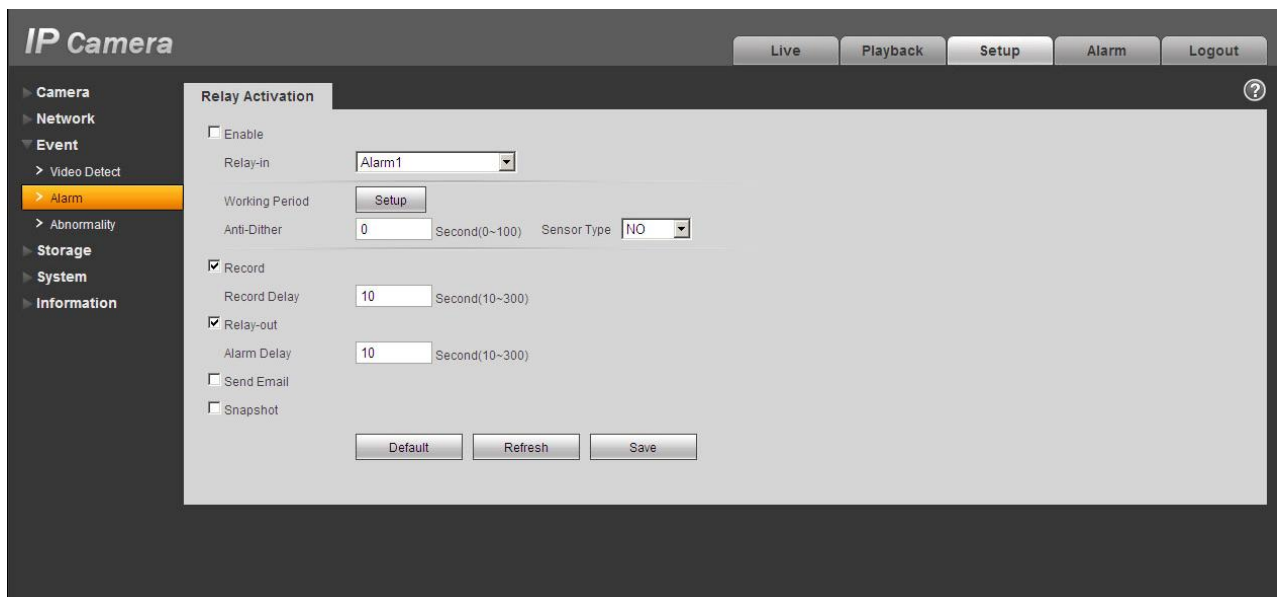 IP Camera
Live Playback Setup Alarm Logout
Camera
Network
Event
> Video Detect
> Alarm
> Abnormality
Storage
System
Information
Relay Activation
?
Enable
Relay-in Alarm1
Working Period Setup
Anti-Dither 0 Second(0~100) Sensor Type NO
Record
Record Delay 10 Second(10~300)
Relay-out
Alarm Delay 10 Second(10~300)
Send Email
Snapshot
Default Refresh Save